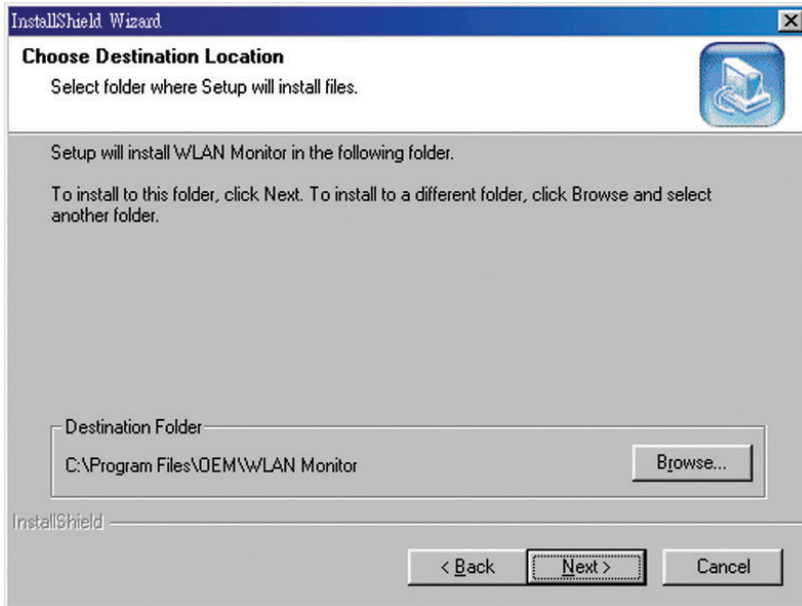 InstallShield Wizard
Choose Destination Location
Select folder where Setup will install files.
Setup will install WLAN Monitor in the following folder.
To install to this folder, click Next. To install to a different folder, click Browse and select
another folder.
Destination Folder
C:\Program Files\OEM\WLAN Monitor
Browse...
InstallShield
< Back
Next >
Cancel